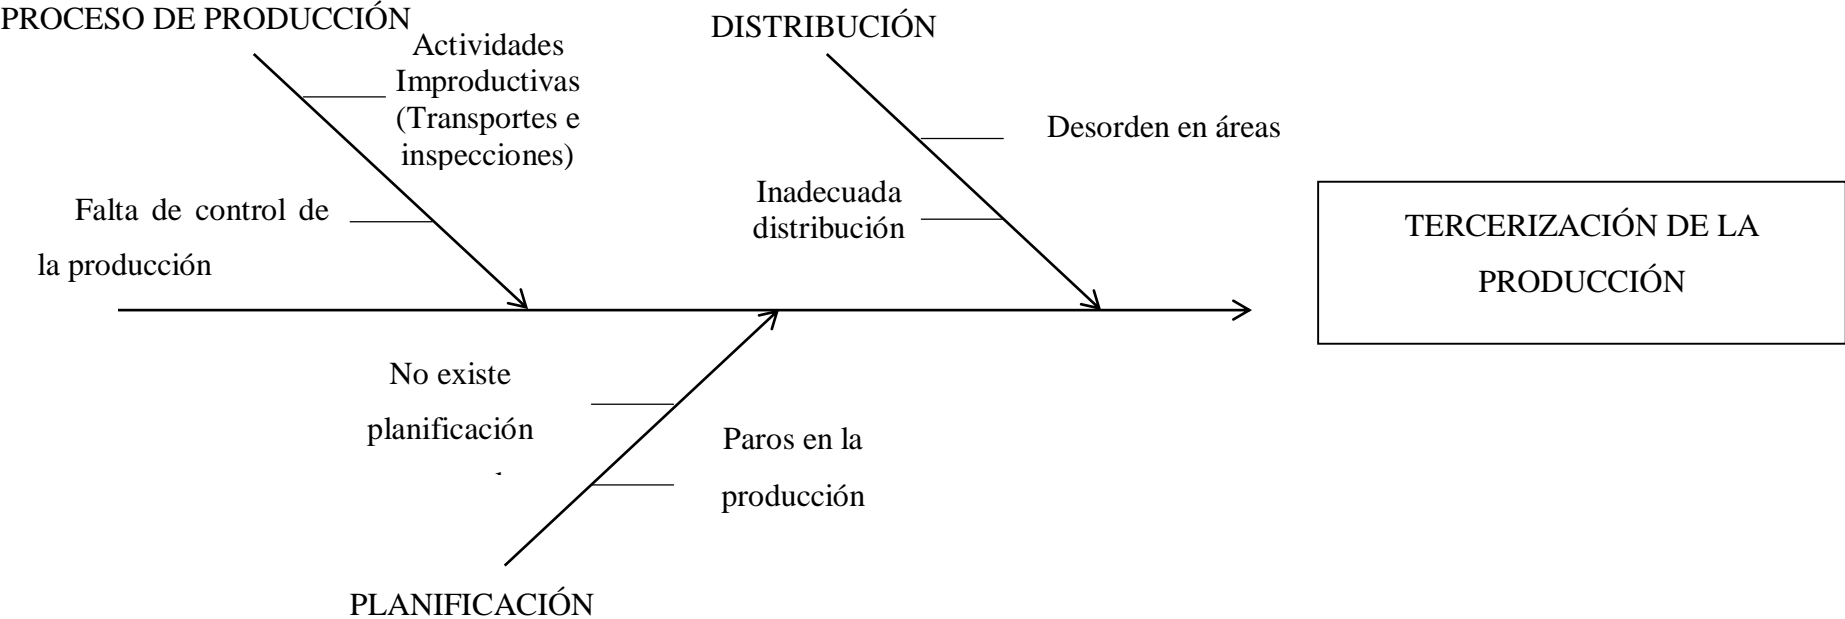 PROCESO DE PRODUCCIÓN
Actividades
Improductivas
(Transportes e
inspecciones)
Falta de control de
la producción
DISTRIBUCIÓN
Desorden en áreas
Inadecuada
distribución
TERCERIZACIÓN DE LA
PRODUCCIÓN
No existe
planificación
Paros en la
producción
PLANIFICACIÓN